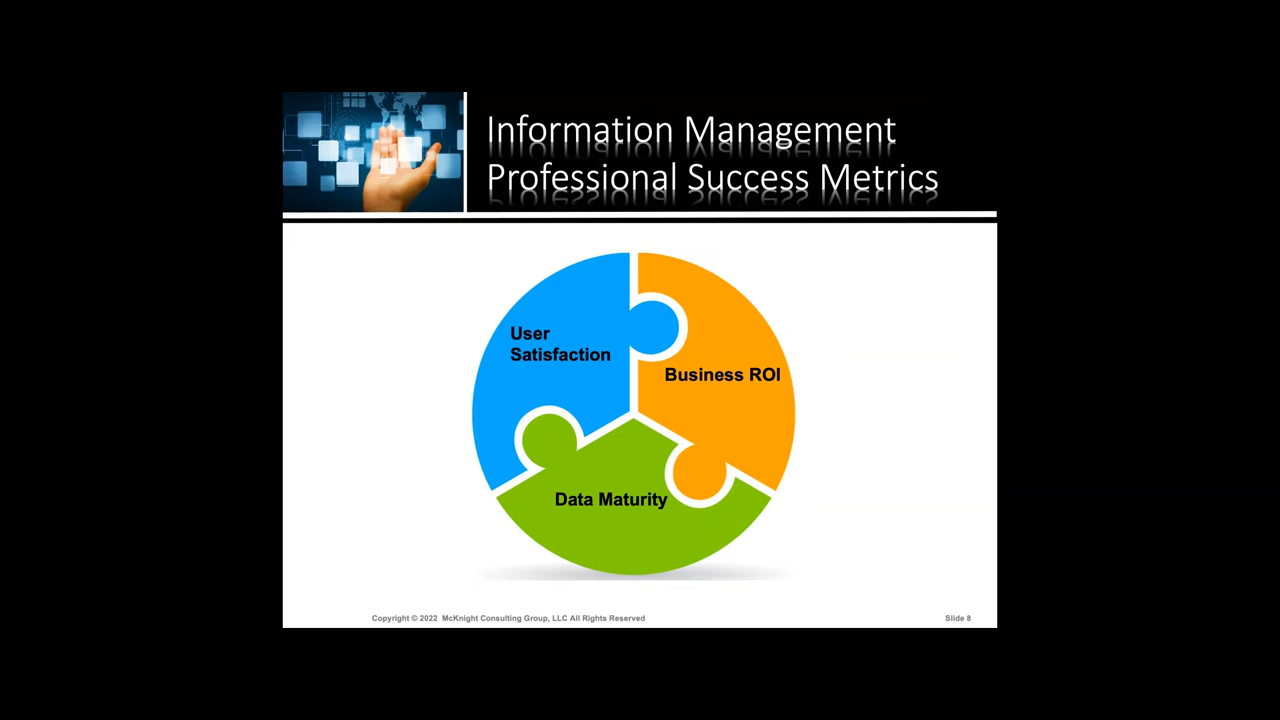 Information Management
Professional Success Metrics
User
Satisfaction
Business ROI
Data Maturity
Copyright © 2022 McKnight Consulting Group, LLC All Rights Reserved
Slide 8